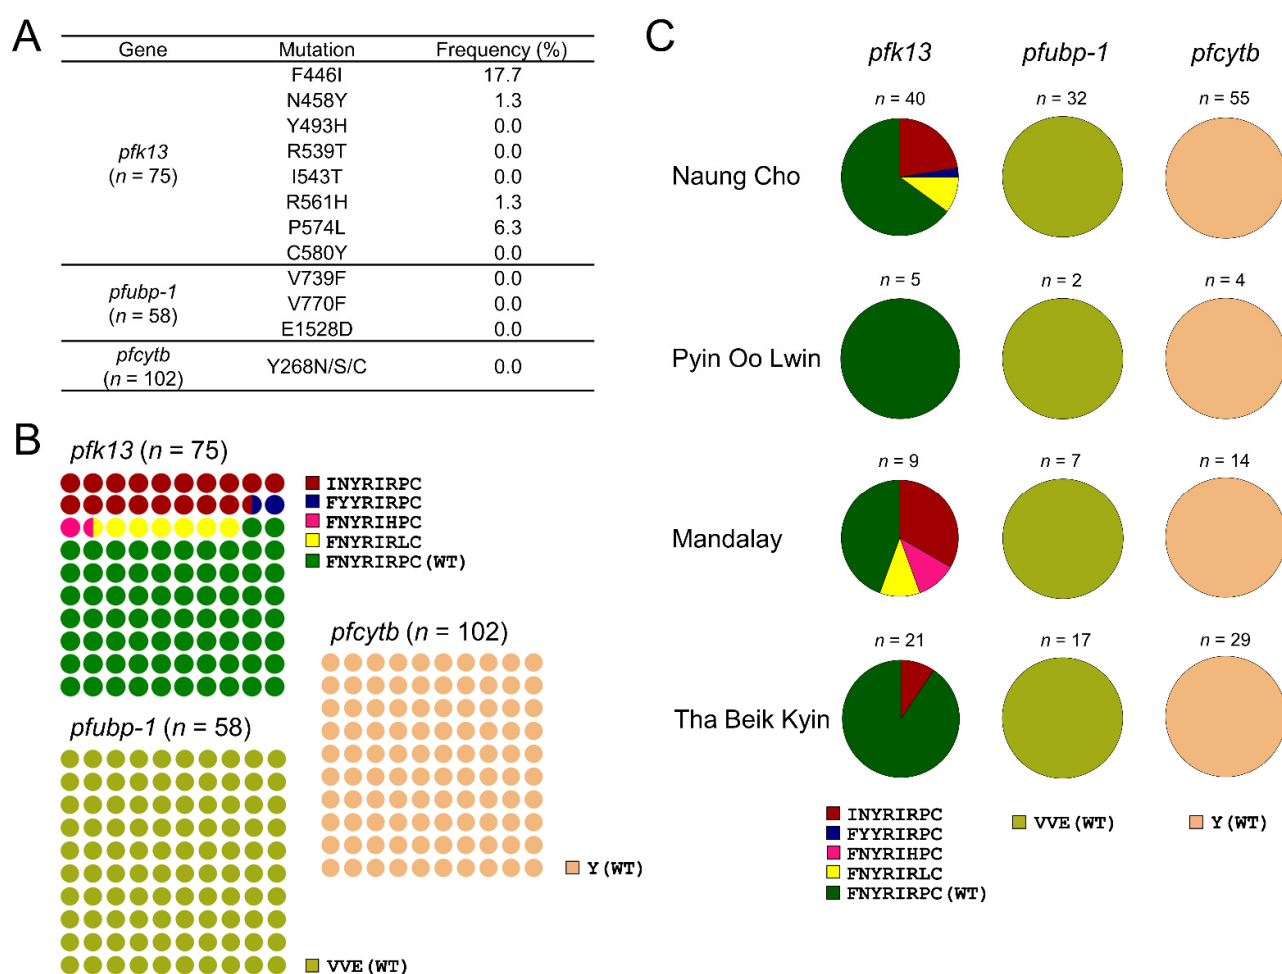 A
Gene Mutation Frequency (%)
F446I 17.7
N458Y 1.3
Y493H 0.0
R539T 0.0
pfk13
(n = 75)
I543T 0.0
R561H 1.3
P574L 6.3
C580Y 0.0
V739F 0.0
pfubp-1
(n = 58)
V770F 0.0
E1528D 0.0
pfcytb
(n = 102)
Y268N/S/C 0.0
B
pfk13 (n = 75)
INYRIRPC
FYYRIRPC
FNYRIHPC
FNYRIRLC
FNYRIRPC(WT)
pfcytb (n = 102)
Y(WT)
pfubp-1 (n = 58)
VVE(WT)
C
pfk13 pfubp-1 pfcytb
n = 40 n = 32 n = 55
Naung Cho
n = 5 n = 2 n = 4
Pyin Oo Lwin
n = 9 n = 7 n = 14
Mandalay
n = 21 n = 17 n = 29
Tha Beik Kyin
INYRIRPC
FYYRIRPC
FNYRIHPC
FNYRIRLC
FNYRIRPC(WT)
VVE(WT)
Y(WT)